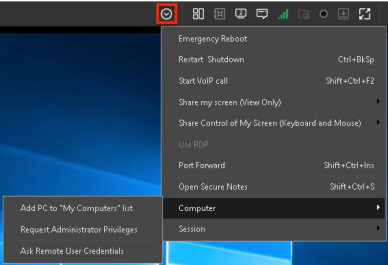 Emergency Reboot
Restart Shutdown Ctrl+BkSp
Start VoIP call Shift+Ctrl+F2
Share my screen (View Only)
Share Control of My Screen (Keyboard and Mouse)
Use RDP
Port Forward Shift+Ctrl+Ins
Open Secure Notes Shift+Ctrl+S
Computer
Session
Add PC to "My Computers" list
Request Administrator Privileges
Ask Remote User Credentials